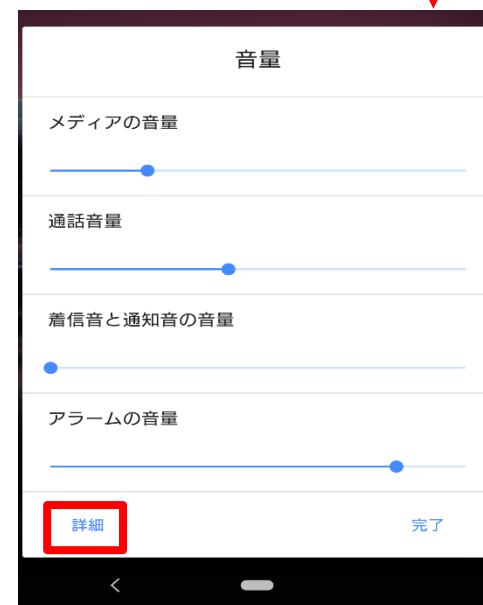 音量
メディアの音量
通話音量
着信音と通知音の音量
アラームの音量
詳細
完了